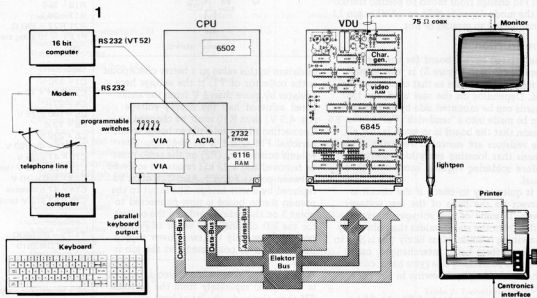 1
CPU
VDU
75 Ω coax
Monitor
16 bit
computer
RS 232 (VT 52)
6502
Char.
gen.
Modem
RS 232
video
RAM
programmable
switches
VIA
ACIA
2732
EPROM
6845
VIA
6116
RAM
telephone line
lightpen
Host
computer
parallel
keyboard
output
Printer
Control-Bus
Data-Bus
Address-Bus
Elektor
Bus
Keyboard
Centronics
interface